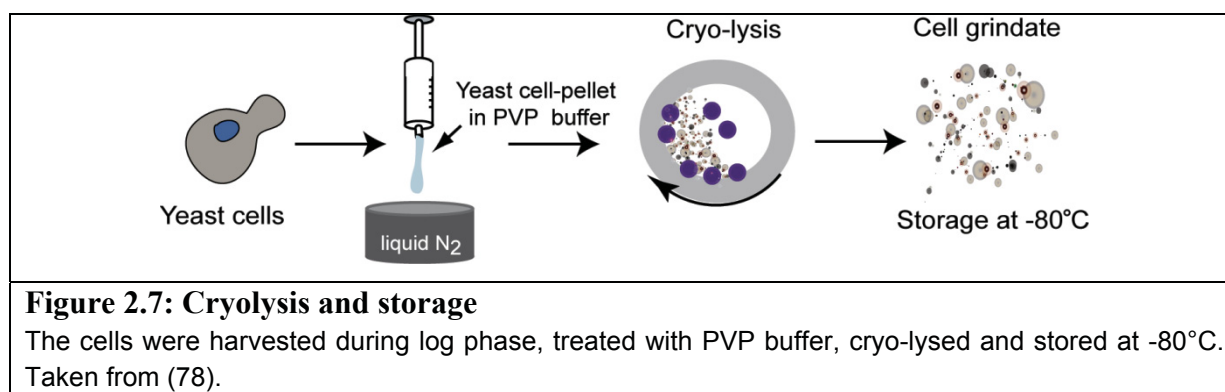 Cryo-lysis
Cell grindate
Yeast cell-pellet
in PVP buffer
Yeast cells
liquid N2
Storage at -80°C
Figure 2.7: Cryolysis and storage
The cells were harvested during log phase, treated with PVP buffer, cryo-lysed and stored at -80°C.
Taken from (78).